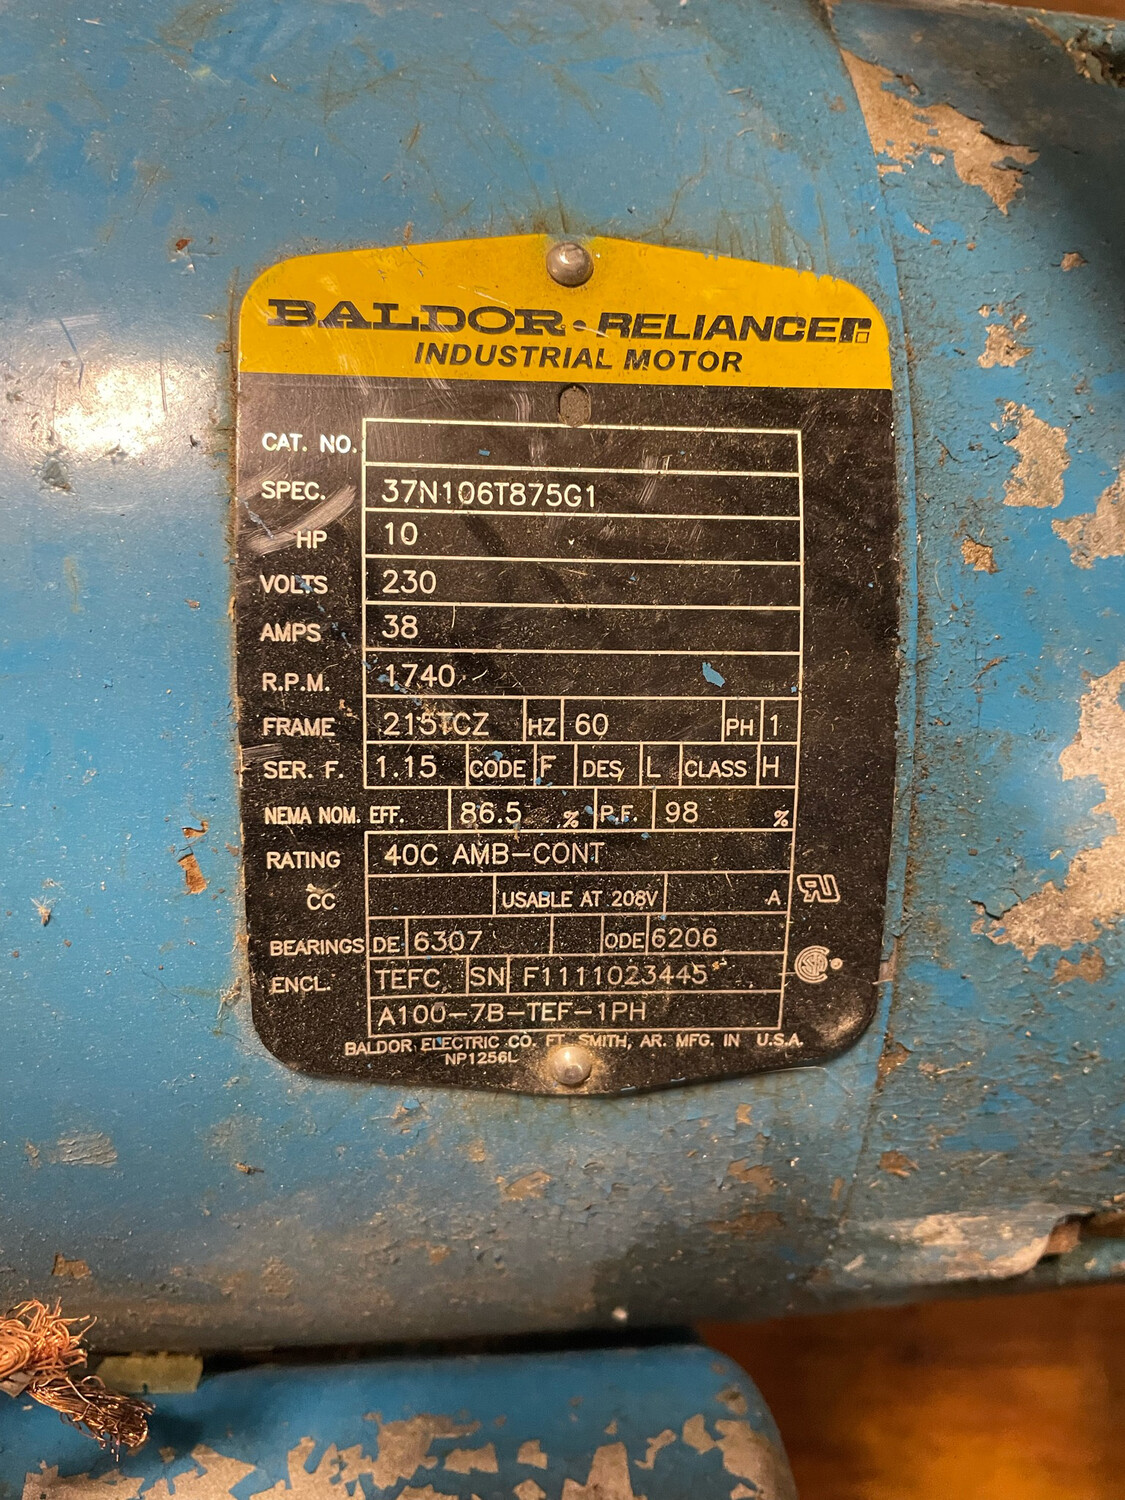 BALDOR • RELIANCER
INDUSTRIAL MOTOR
CAT. NO.
SPEC. 37N106T875G1
HP 10
VOLTS 230
AMPS 38
R.P.M. 1740
FRAME 215TCZ HZ 60 PH 1
SER. F. 1.15 CODE F DES L CLASS H
NEMA NOM. EFF. 86.5 % P.F. 98 %
RATING 40C AMB-CONT
CC USABLE AT 208V A
BEARINGS DE 6307 ODE 6206
ENCL. TEFC SN F1111023445
A100-7B-TEF-1PH
BALDOR ELECTRIC CO. FT. SMITH, AR. MFG. IN U.S.A.
NP1256L